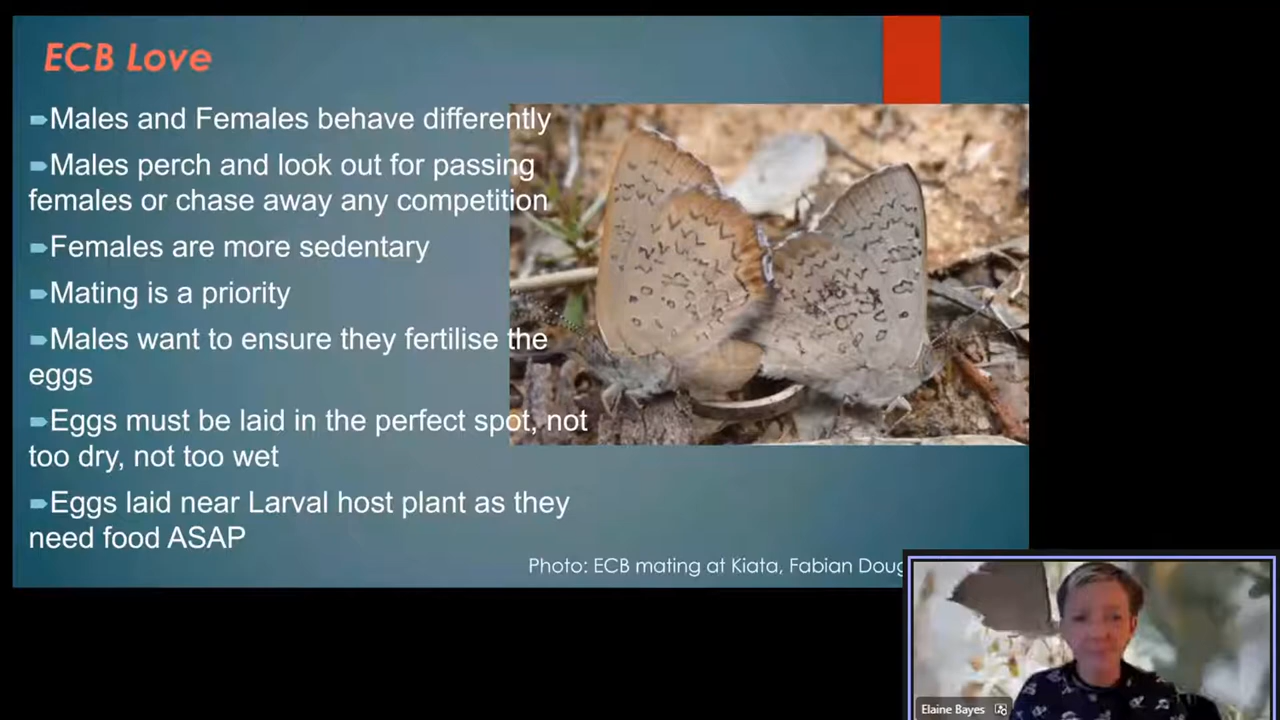 ECB Love
Males and Females behave differently
Males perch and look out for passing
females or chase away any competition
Females are more sedentary
Mating is a priority
Males want to ensure they fertilise the
eggs
Eggs must be laid in the perfect spot, not
too dry, not too wet
Eggs laid near Larval host plant as they
need food ASAP
Photo: ECB mating at Kiata, Fabian
Elaine Bayes